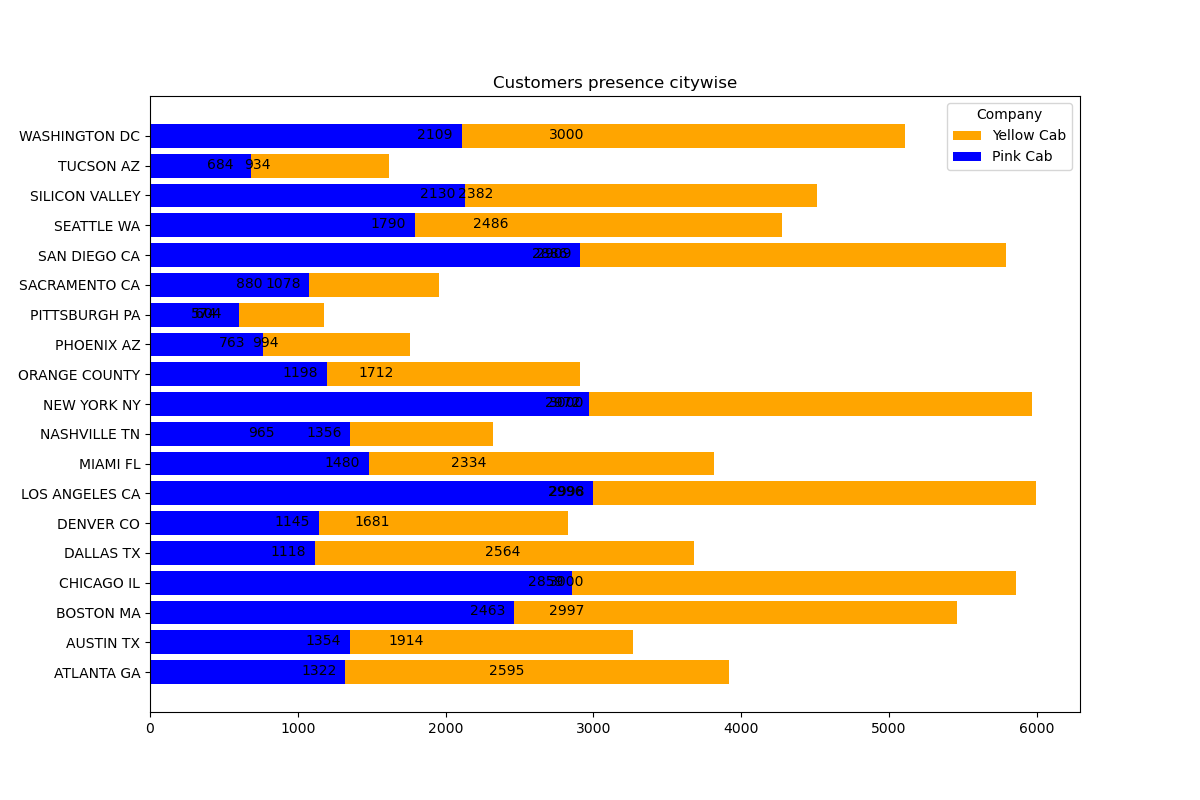 Customers presence citywise
Company
Yellow Cab
Pink Cab
WASHINGTON DC 2109 3000
TUCSON AZ 684 934
SILICON VALLEY 2130 2382
SEATTLE WA 1790 2486
SAN DIEGO CA
SACRAMENTO CA 880 1078
PITTSBURGH PA
PHOENIX AZ 763 994
ORANGE COUNTY 1198 1712
NEW YORK NY
NASHVILLE TN 965 1356
MIAMI FL 1480 2334
LOS ANGELES CA
DENVER CO 1145 1681
DALLAS TX 1118 2564
CHICAGO IL 3000
BOSTON MA 2463 2997
AUSTIN TX 1354 1914
ATLANTA GA 1322 2595
0 1000 2000 3000 4000 5000 6000